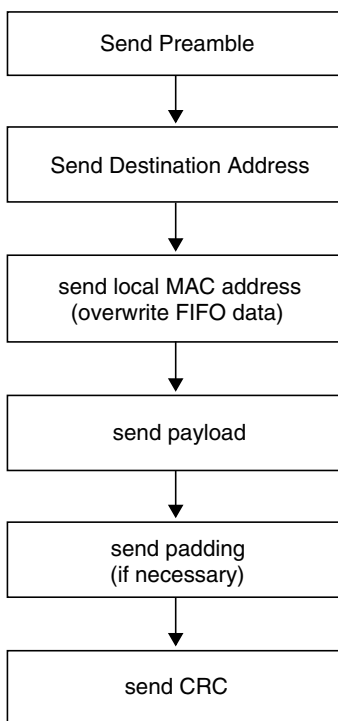 Send Preamble
Send Destination Address
send local MAC address
(overwrite FIFO data)
send payload
send padding
(if necessary)
send CRC